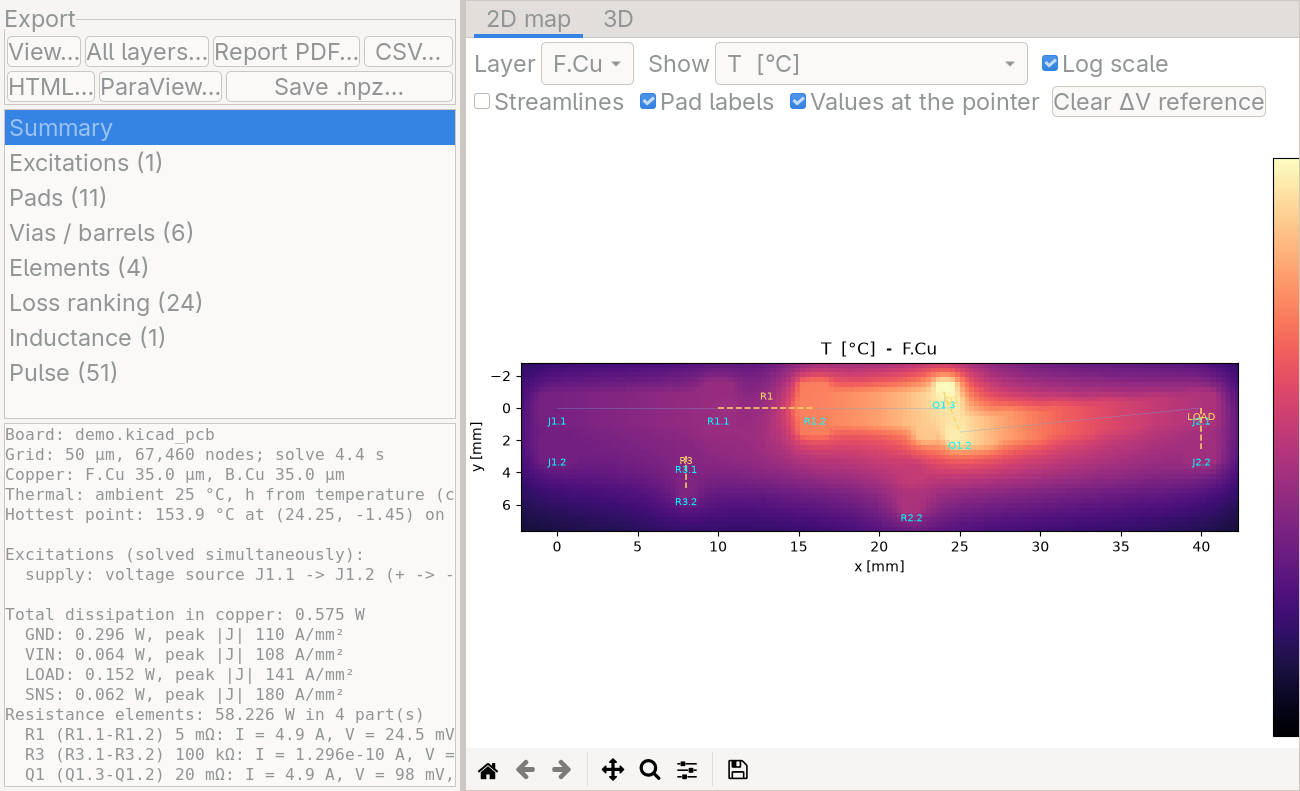 Export
View... All layers... Report PDF... CSV...
HTML... ParaView... Save .npz...
Summary
Excitations (1)
Pads (11)
Vias / barrels (6)
Elements (4)
Loss ranking (24)
Inductance (1)
Pulse (51)
Board: demo.kicad_pcb
Grid: 50 µm, 67,460 nodes; solve 4.4 s
Copper: F.Cu 35.0 µm, B.Cu 35.0 µm
Thermal: ambient 25 °C, h from temperature (c
Hottest point: 153.9 °C at (24.25, -1.45) on
Excitations (solved simultaneously):
supply: voltage source J1.1 -> J1.2 (+ -> -
Total dissipation in copper: 0.575 W
GND: 0.296 W, peak |J| 110 A/mm²
VIN: 0.064 W, peak |J| 108 A/mm²
LOAD: 0.152 W, peak |J| 141 A/mm²
SNS: 0.062 W, peak |J| 180 A/mm²
Resistance elements: 58.226 W in 4 part(s)
R1 (R1.1-R1.2) 5 mΩ: I = 4.9 A, V = 24.5 mV
R3 (R3.1-R3.2) 100 kΩ: I = 1.296e-10 A, V =
Q1 (Q1.3-Q1.2) 20 mΩ: I = 4.9 A, V = 98 mV,
2D map 3D
Layer F.Cu Show T [°C] Log scale
Streamlines Pad labels Values at the pointer Clear ΔV reference
T [°C] - F.Cu
−2
0
2
4
6
y [mm]
R1
Q1.3
LOAD
J1.1 R1.1 R1.2 J2.1
Q1.2
J1.2 R3 J2.2
R3.1
R3.2
R2.2
0 5 10 15 20 25 30 35 40
x [mm]